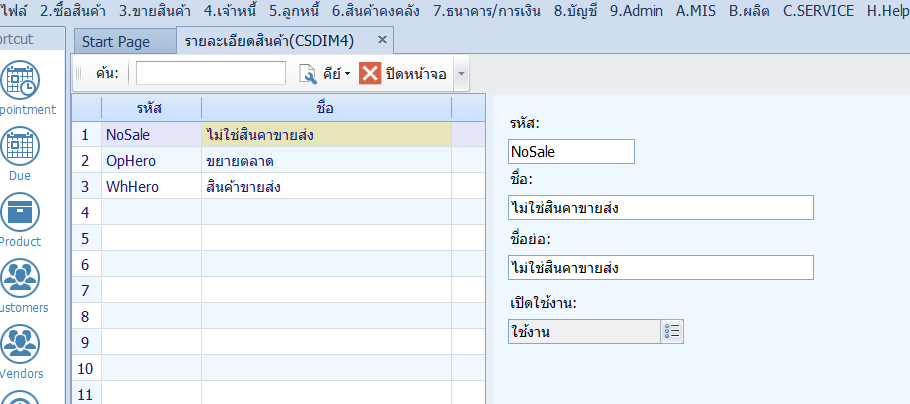 ไฟล์ 2.ซื้อสินค้า 3.ขายสินค้า 4.เจ้าหนี้ 5.ลูกหนี้ 6.สินค้าคงคลัง 7.ธนาคาร/การเงิน 8.บัญชี 9.Admin A.MIS B.ผลิต C.SERVICE H.Help
ortcut Start Page รายละเอียดสินค้า(CSDIM4)
ค้น: คีย์ ปิดหน้าจอ
รหัส ชื่อ
1 NoSale ไม่ใช่สินคาขายส่ง
2 OpHero ขยายตลาด
3 WhHero สินค้าขายส่ง
4
5
6
7
8
9
10
11
ppointment
Due
Product
ustomers
Vendors
รหัส:
NoSale
ชื่อ:
ไม่ใช่สินคาขายส่ง
ชื่อย่อ:
ไม่ใช่สินคาขายส่ง
เปิดใช้งาน:
ใช้งาน